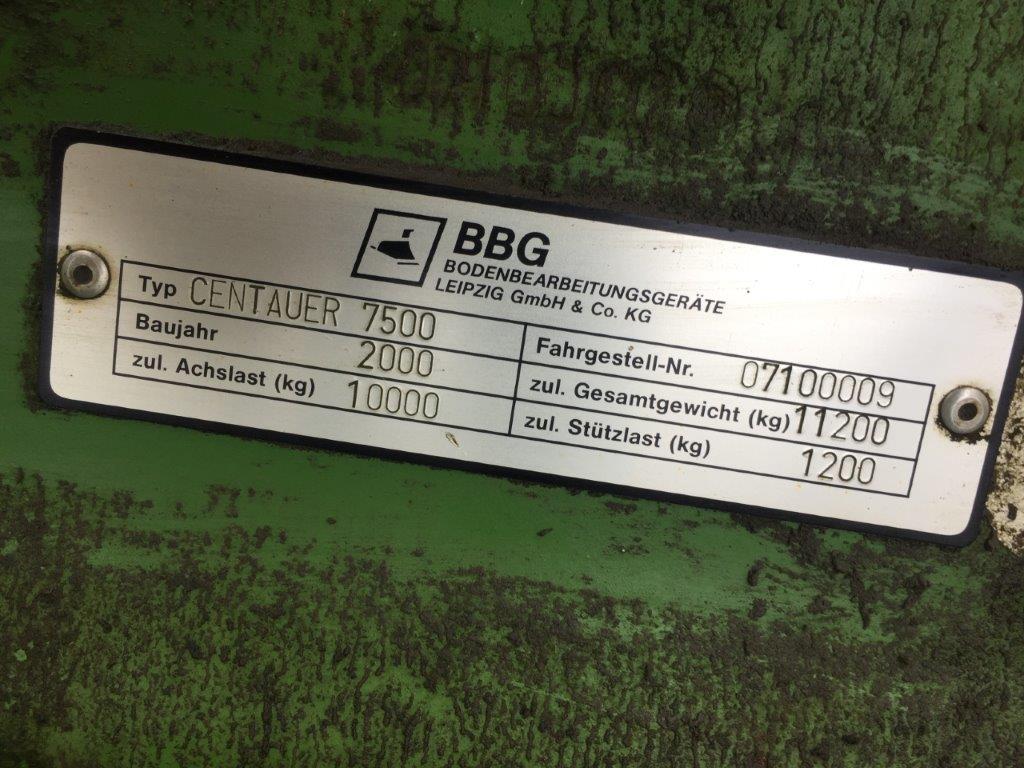 BBG
BODENBEARBEITUNGSGERÄTE
LEIPZIG GmbH & Co. KG
Typ CENTAUER 7500
Fahrgestell-Nr. 07100009
Baujahr 2000
zul. Gesamtgewicht (kg) 11200
zul. Achslast (kg) 10000
zul. Stützlast (kg) 1200